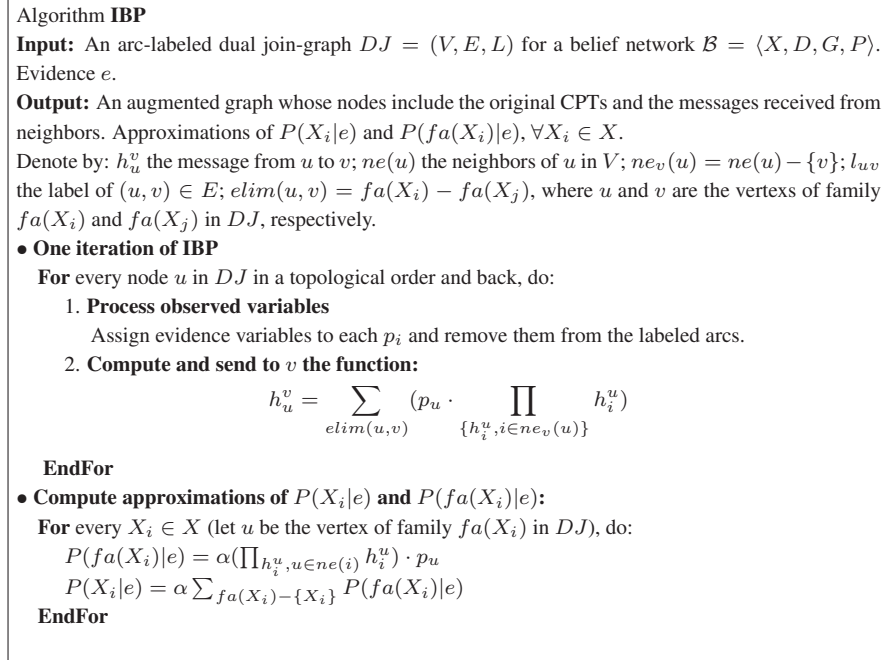 Algorithm IBP
Input: An arc-labeled dual join-graph DJ = (V, E, L) for a belief network B = ⟨X, D, G, P⟩.
Evidence e.
Output: An augmented graph whose nodes include the original CPTs and the messages received from
neighbors. Approximations of P(X_i|e) and P(fa(X_i)|e), ∀X_i ∈ X.
Denote by: h_u^v the message from u to v; ne(u) the neighbors of u in V; ne_v(u) = ne(u) − {v}; l_{uv}
the label of (u, v) ∈ E; elim(u, v) = fa(X_i) − fa(X_j), where u and v are the vertexs of family
fa(X_i) and fa(X_j) in DJ, respectively.
• One iteration of IBP
For every node u in DJ in a topological order and back, do:
1. Process observed variables
Assign evidence variables to each p_i and remove them from the labeled arcs.
2. Compute and send to v the function:
h_u^v = ∑_{elim(u,v)} (p_u · ∏_{{h_i^u, i∈ne_v(u)}} h_i^u)
EndFor
• Compute approximations of P(X_i|e) and P(fa(X_i)|e):
For every X_i ∈ X (let u be the vertex of family fa(X_i) in DJ), do:
P(fa(X_i)|e) = α(∏_{h_i^u, u∈ne(i)} h_i^u) · p_u
P(X_i|e) = α ∑_{fa(X_i)−{X_i}} P(fa(X_i)|e)
EndFor